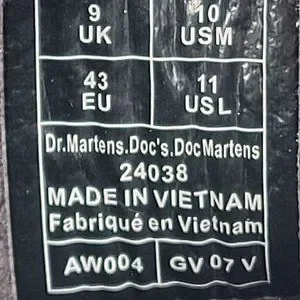 9 10
UK USM
43 11
EU USL
Dr.Martens.Doc's.DocMartens
24038
MADE IN VIETNAM
Fabriqué en Vietnam
AW004 GV 07 V